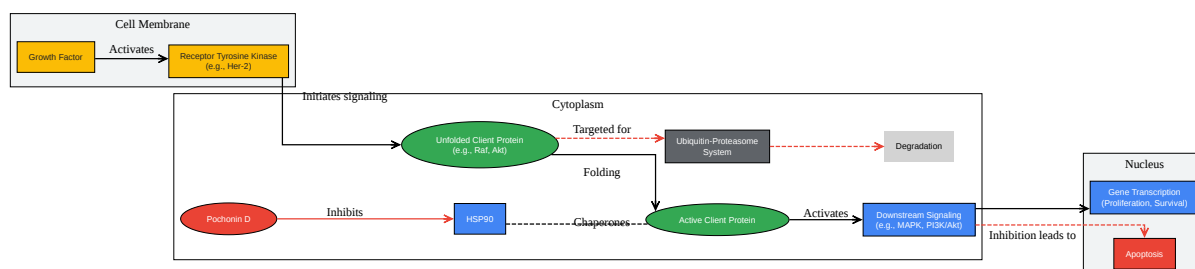 Cell Membrane
Growth Factor
Activates
Receptor Tyrosine Kinase
(e.g., Her-2)
Initiates signaling
Cytoplasm
Unfolded Client Protein
(e.g., Raf, Akt)
Targeted for
Ubiquitin-Proteasome
System
Degradation
Folding
Pochonin D
Inhibits
HSP90
Chaperones
Active Client Protein
Activates
Downstream Signaling
(e.g., MAPK, PI3K/Akt)
Nucleus
Gene Transcription
(Proliferation, Survival)
Inhibition leads to
Apoptosis